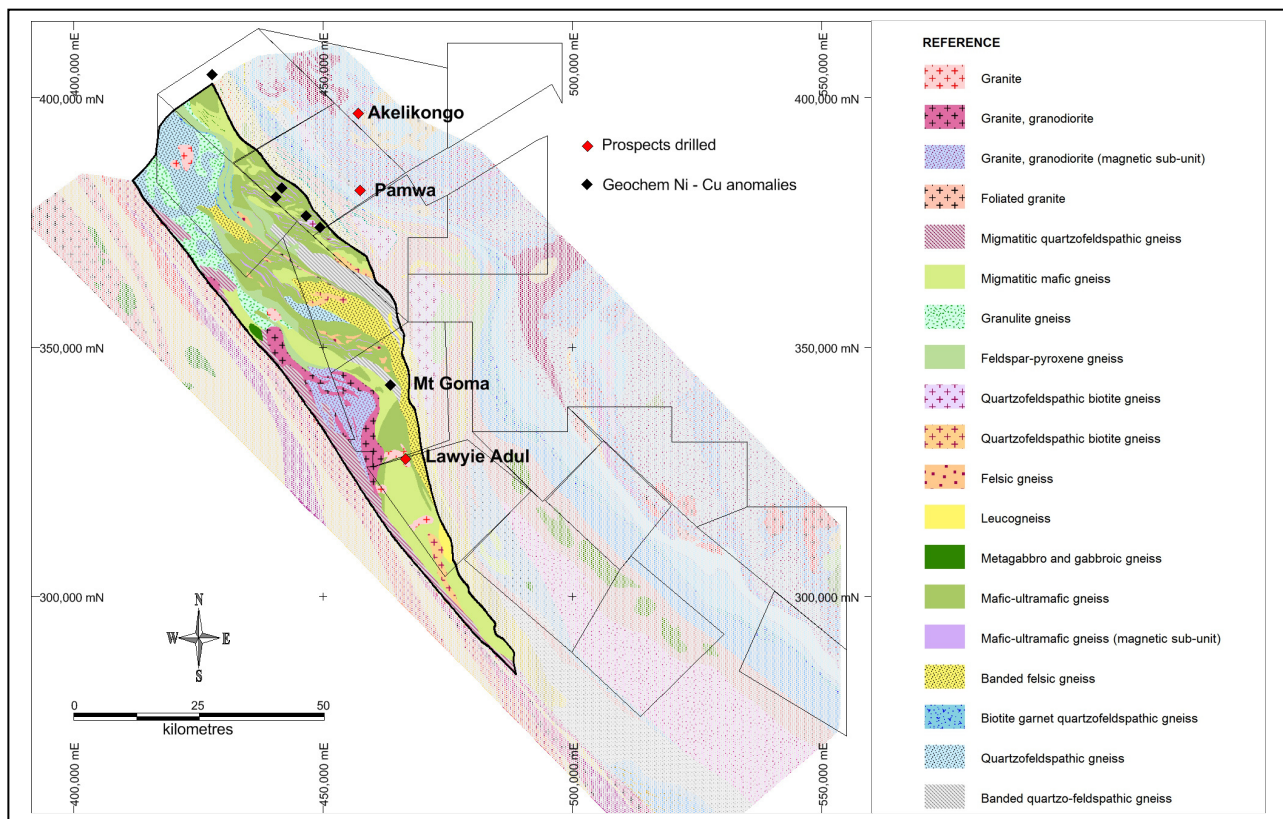 400,000 mE
450,000 mE
500,000 mE
550,000 mE
400,000 mN
400,000 mN
Akelikongo
Prospects drilled
Pamwa
Geochem Ni - Cu anomalies
350,000 mN
350,000 mN
Mt Goma
Lawyie Adul
300,000 mN
300,000 mN
N
W E
S
0 25 50
kilometres
400,000 mE
450,000 mE
500,000 mE
550,000 mE
REFERENCE
Granite
Granite, granodiorite
Granite, granodiorite (magnetic sub-unit)
Foliated granite
Migmatitic quartzofeldspathic gneiss
Migmatitic mafic gneiss
Granulite gneiss
Feldspar-pyroxene gneiss
Quartzofeldspathic biotite gneiss
Quartzofeldspathic biotite gneiss
Felsic gneiss
Leucogneiss
Metagabbro and gabbroic gneiss
Mafic-ultramafic gneiss
Mafic-ultramafic gneiss (magnetic sub-unit)
Banded felsic gneiss
Biotite garnet quartzofeldspathic gneiss
Quartzofeldspathic gneiss
Banded quartzo-feldspathic gneiss